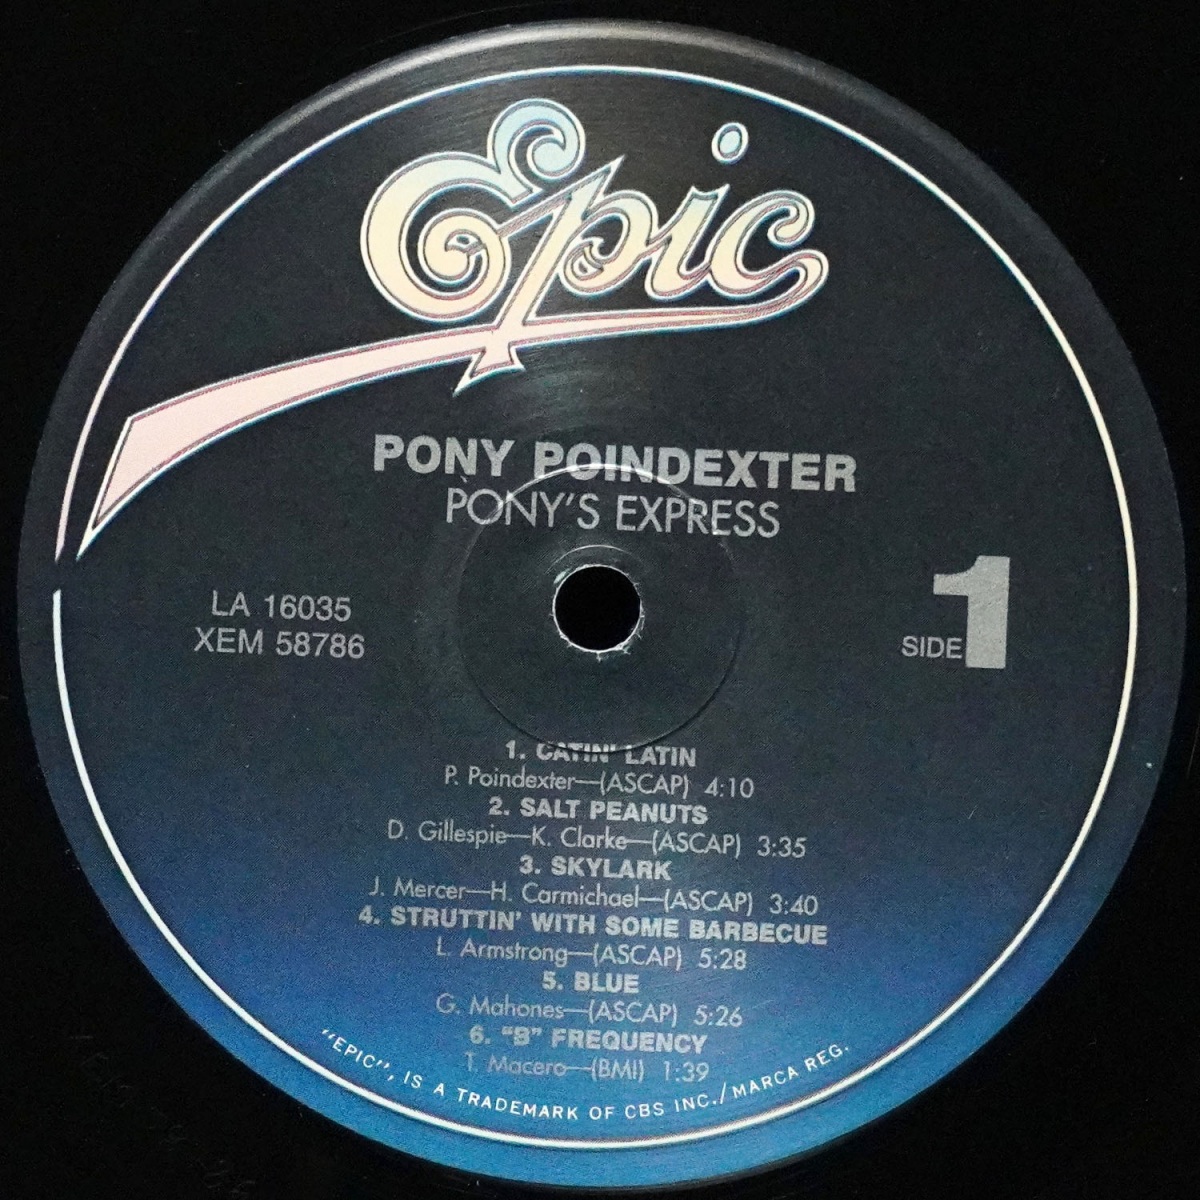 Epic
PONY POINDEXTER
PONY'S EXPRESS
LA 16035
XEM 58786
SIDE 1
1. CATIN' LATIN
P. Poindexter—(ASCAP) 4:10
2. SALT PEANUTS
D. Gillespie—K. Clarke—(ASCAP) 3:35
3. SKYLARK
J. Mercer—H. Carmichael—(ASCAP) 3:40
4. STRUTTIN' WITH SOME BARBECUE
L. Armstrong—(ASCAP) 5:28
5. BLUE
G. Mahones—(ASCAP) 5:26
6. "B" FREQUENCY
T. Macero—(BMI) 1:39
"EPIC", IS A TRADEMARK OF CBS INC./MARCA REG.